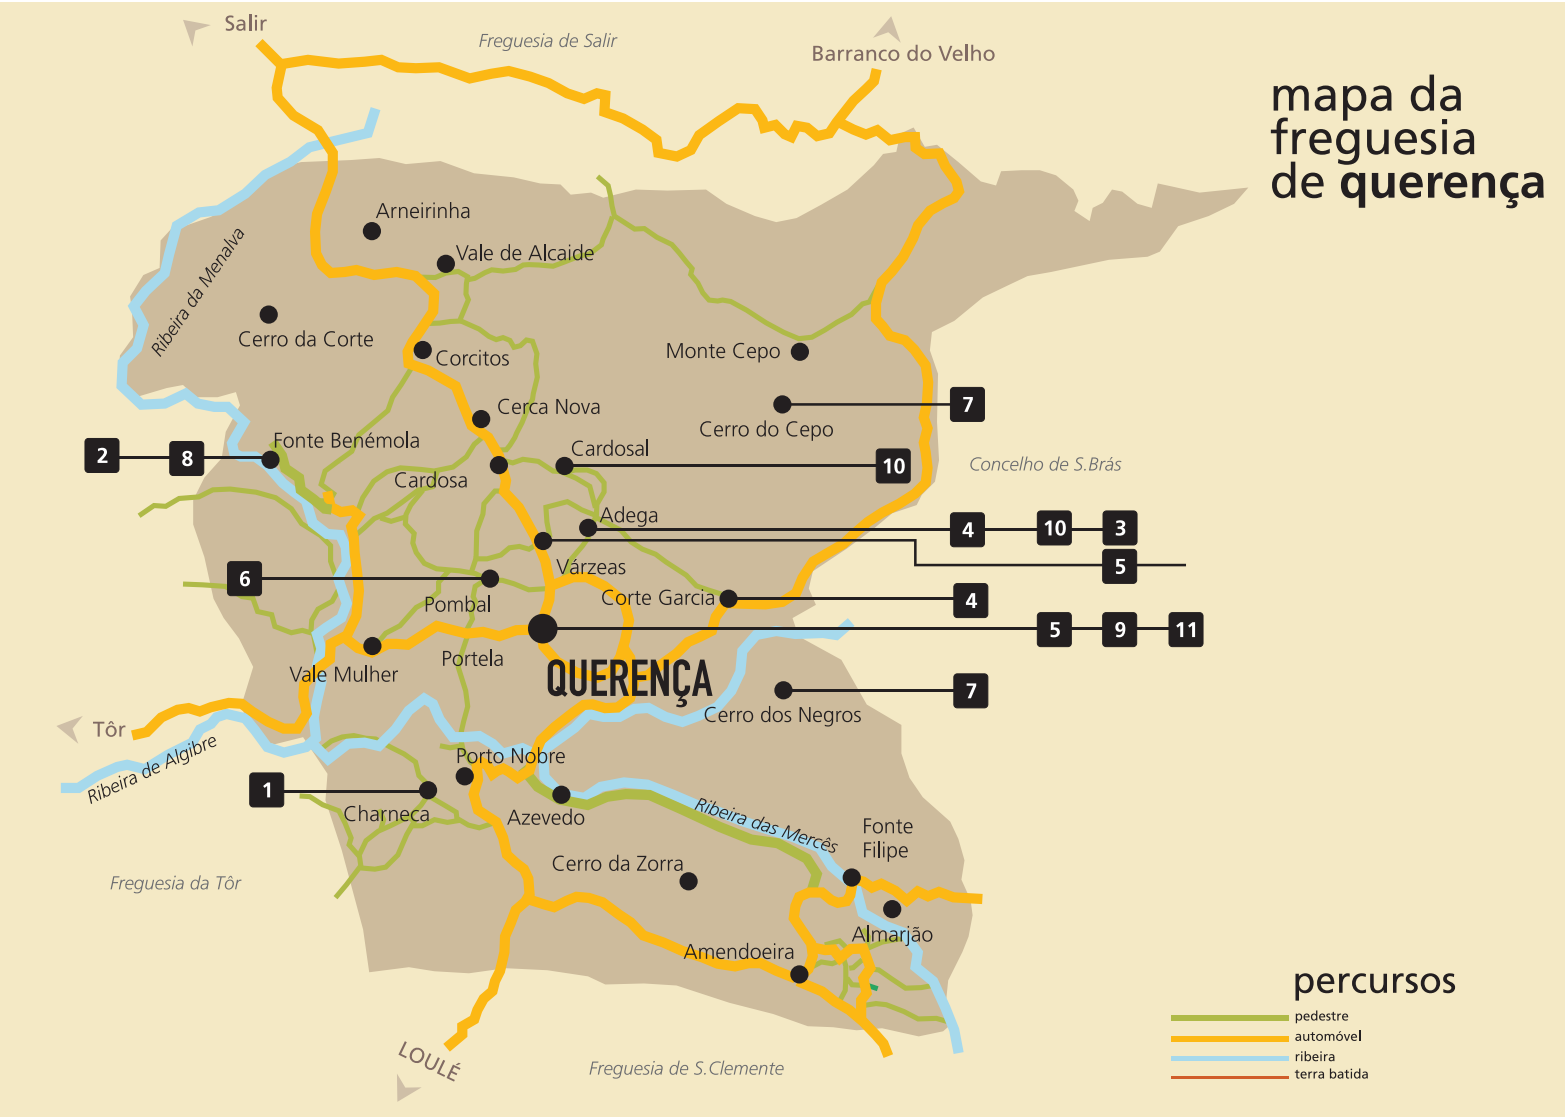 Salir
Freguesia de Salir
Barranco do Velho
mapa da
freguesia
de querença
Arneirinha
Vale de Alcaide
Ribeira da Menalva
Cerro da Corte
Corcitos
Monte Cepo
Cerca Nova
7
Cerro do Cepo
Fonte Benémola
Cardosal
2
8
10
Concelho de S.Brás
Cardosa
Adega
4
10
3
Várzeas
5
6
Pombal
Corte Garcia
4
5
9
11
Portela
Vale Mulher
QUERENÇA
7
Cerro dos Negros
Tôr
Ribeira de Algibre
Porto Nobre
1
Charneca
Azevedo
Ribeira das Mercês
Fonte
Filipe
Cerro da Zorra
Freguesia da Tôr
Almarjão
Amendoeira
percursos
pedestre
automóvel
ribeira
terra batida
LOULÉ
Freguesia de S.Clemente